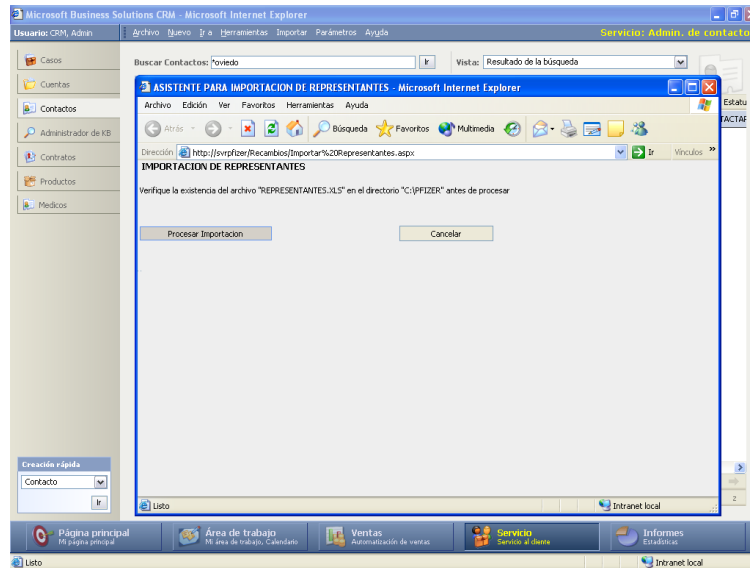 Microsoft Business Solutions CRM - Microsoft Internet Explorer
Usuario: CRM, Admin
Archivo Nuevo Ir a Herramientas Importar Parámetros Ayuda
Servicio: Admin. de contacto
Casos
Cuentas
Contactos
Administrador de KB
Contratos
Productos
Medicos
Buscar Contactos: *oviedo
Ir
Vista: Resultado de la búsqueda
Estatu
TACTAR
ASISTENTE PARA IMPORTACION DE REPRESENTANTES - Microsoft Internet Explorer
Archivo Edición Ver Favoritos Herramientas Ayuda
Atrás Búsqueda Favoritos Multimedia
Dirección http://svrpfizer/Recambios/Importar%20Representantes.aspx Ir Vínculos »
IMPORTACION DE REPRESENTANTES
Verifique la existencia del archivo "REPRESENTANTES.XLS" en el directorio "C:\PFIZER" antes de procesar
Procesar Importacion
Cancelar
Listo
Intranet local
Creación rápida
Contacto
Ir
2
Página principal
Mi página principal
Área de trabajo
Mi área de trabajo, Calendario
Ventas
Automatización de ventas
Servicio
Servicio al cliente
Informes
Estadísticas
Listo
Intranet local